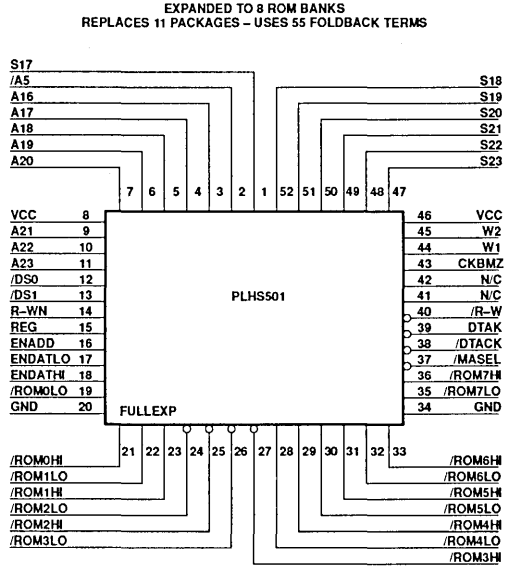 EXPANDED TO 8 ROM BANKS
REPLACES 11 PACKAGES – USES 55 FOLDBACK TERMS
S17
/A5
A16
A17
A18
A19
A20
S18
S19
S20
S21
S22
S23
7 6 5 4 3 2 1 52 51 50 49 48 47
VCC 8
A21 9
A22 10
A23 11
/DS0 12
/DS1 13
R–WN 14
REG 15
ENADD 16
ENDATLO 17
ENDATHI 18
/ROM0LO 19
GND 20
PLHS501
FULLEXP
46 VCC
45 W2
44 W1
43 CKBMZ
42 N/C
41 N/C
40 /R–W
39 DTAK
38 /DTACK
37 /MASEL
36 /ROM7HI
35 /ROM7LO
34 GND
21 22 23 24 25 26 27 28 29 30 31 32 33
/ROM0HI
/ROM1LO
/ROM1HI
/ROM2LO
/ROM2HI
/ROM3LO
/ROM6HI
/ROM6LO
/ROM5HI
/ROM5LO
/ROM4HI
/ROM4LO
/ROM3HI